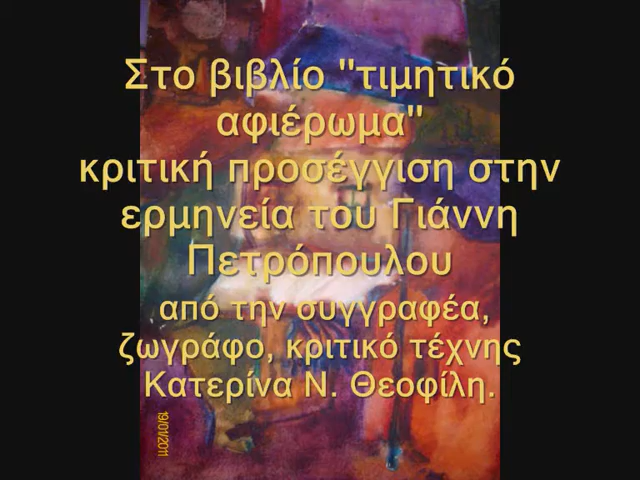 Στο βιβλίο "τιμητικό
αφιέρωμα"
κριτική προσέγγιση στην
ερμηνεία του Γιάννη
Πετρόπουλου
από την συγγραφέα,
ζωγράφο, κριτικό τέχνης
Κατερίνα Ν. Θεοφίλη.
19/01/2011